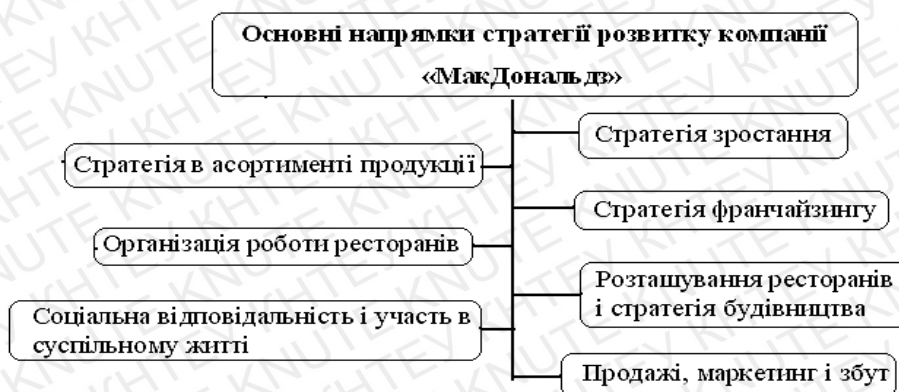 Основні напрямки стратегії розвитку компанії
«МакДональдз»
Стратегія зростання
Стратегія в асортименті продукції
Стратегія франчайзингу
Організація роботи ресторанів
Розташування ресторанів
і стратегія будівництва
Соціальна відповідальність і участь в
суспільному житті
Продажі, маркетинг і збут